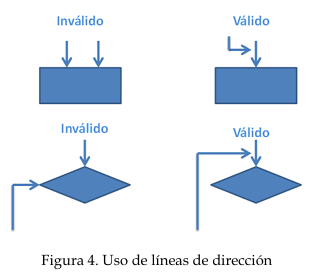 Inválido
Válido
Inválido
Válido
Figura 4. Uso de líneas de dirección